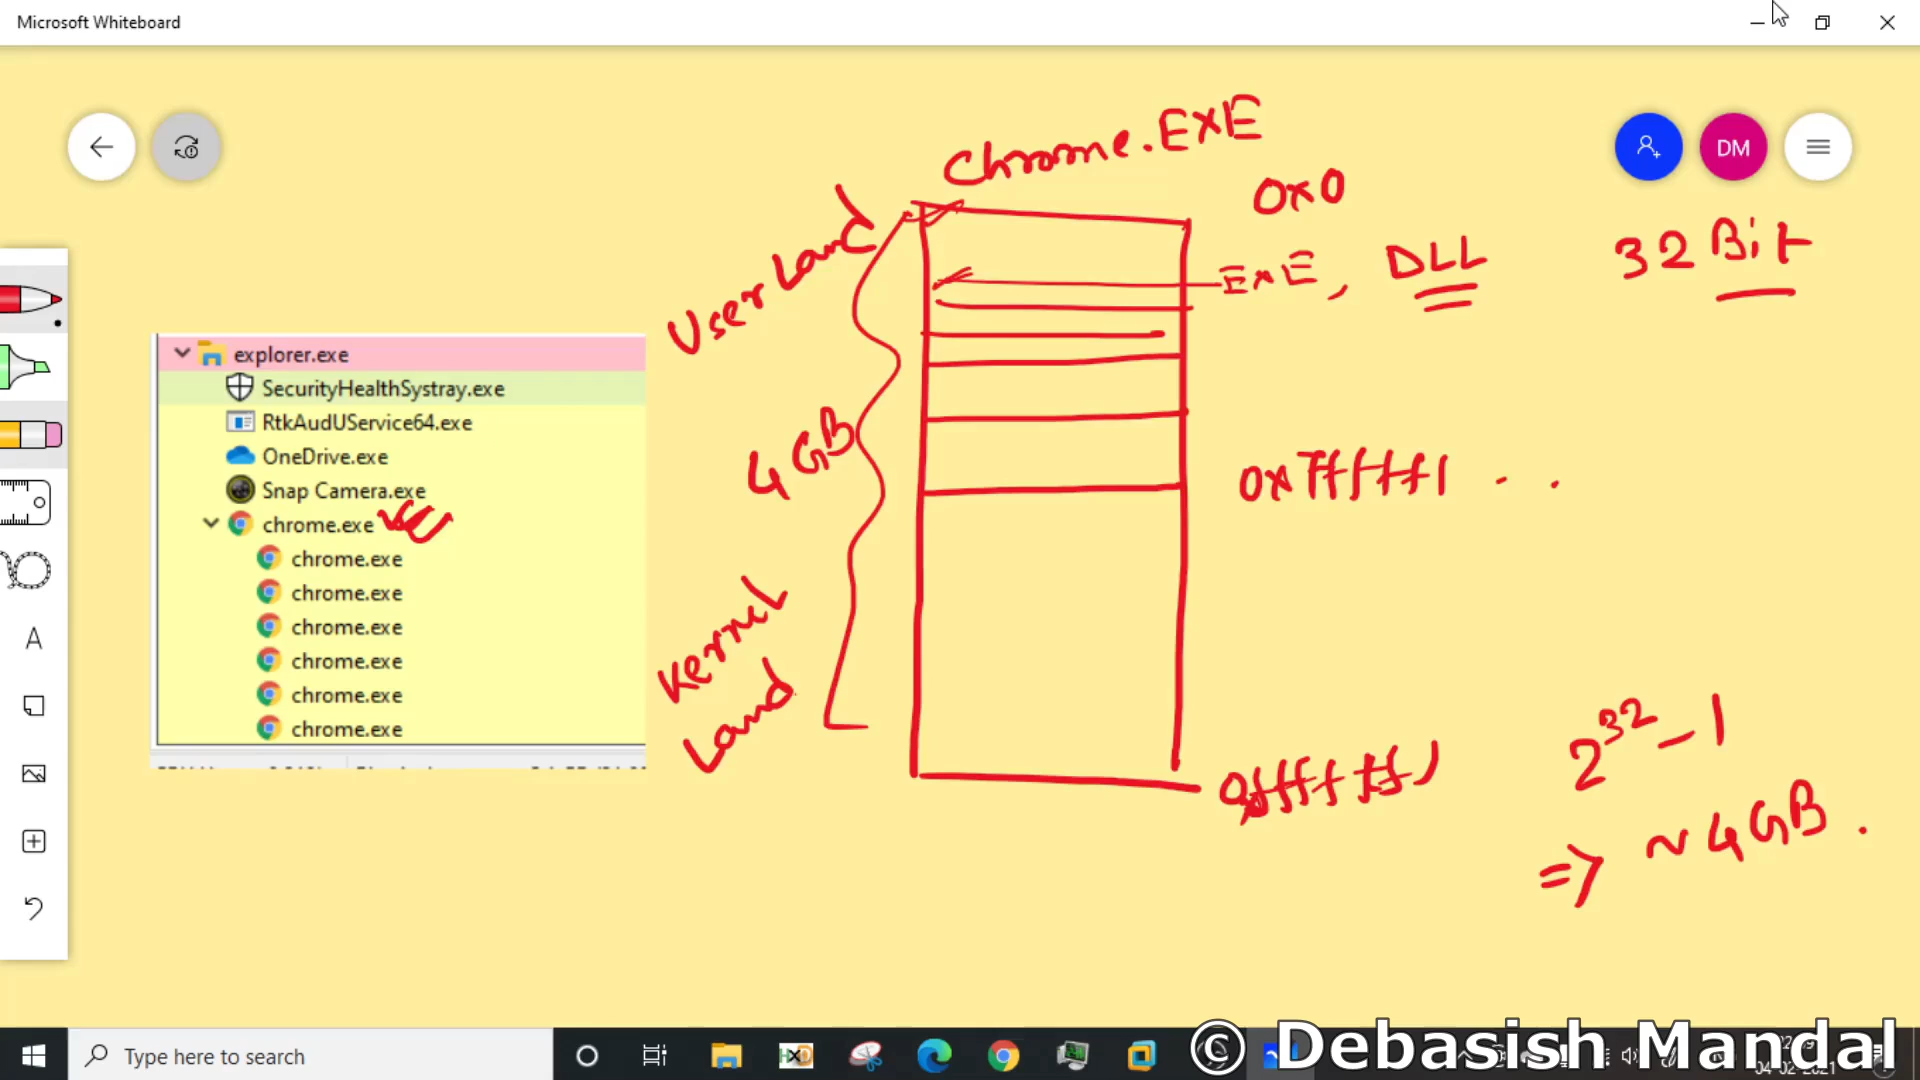 Microsoft Whiteboard
DM
Chrome.EXE
0x0
32 Bit
User Land
EXE, DLL
explorer.exe
SecurityHealthSystray.exe
RtkAudUService64.exe
OneDrive.exe
Snap Camera.exe
chrome.exe
chrome.exe
chrome.exe
chrome.exe
chrome.exe
chrome.exe
chrome.exe
4GB
Kernel
Land
2^32 - 1
=> ~ 4GB.
A
Type here to search
© Debasish Mandal